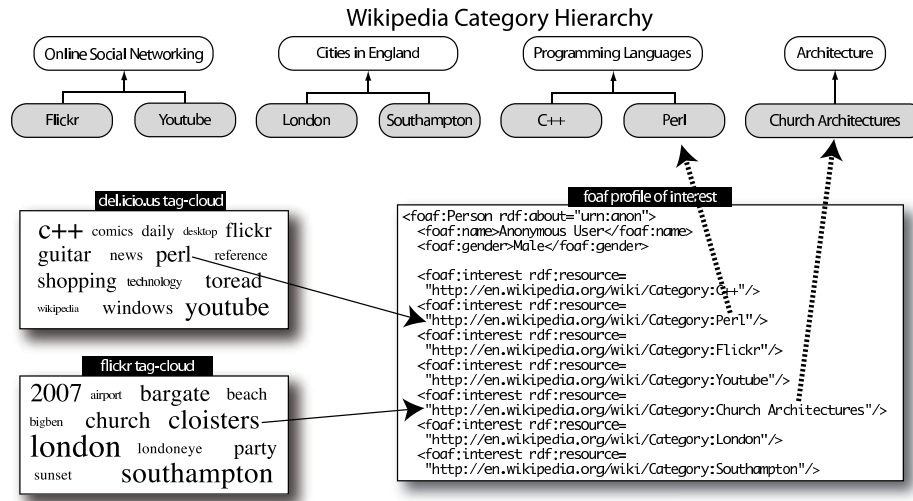 Wikipedia Category Hierarchy
Online Social Networking
Cities in England
Programming Languages
Architecture
Flickr
Youtube
London
Southampton
C++
Perl
Church Architectures
del.icio.us tag-cloud
c++ comics daily desktop flickr
guitar news perl reference
shopping technology toread
wikipedia windows youtube
flickr tag-cloud
2007 airport bargate beach
bigben church cloisters
london londoneye party
sunset southampton
foaf profile of interest
<foaf:Person rdf:about="urn:anon">
<foaf:name>Anonymous User</foaf:name>
<foaf:gender>Male</foaf:gender>
<foaf:interest rdf:resource=
"http://en.wikipedia.org/wiki/Category:C++"/>
<foaf:interest rdf:resource=
"http://en.wikipedia.org/wiki/Category:Perl"/>
<foaf:interest rdf:resource=
"http://en.wikipedia.org/wiki/Category:Flickr"/>
<foaf:interest rdf:resource=
"http://en.wikipedia.org/wiki/Category:Youtube"/>
<foaf:interest rdf:resource=
"http://en.wikipedia.org/wiki/Category:Church Architectures"/>
<foaf:interest rdf:resource=
"http://en.wikipedia.org/wiki/Category:London"/>
<foaf:interest rdf:resource=
"http://en.wikipedia.org/wiki/Category:Southampton"/>